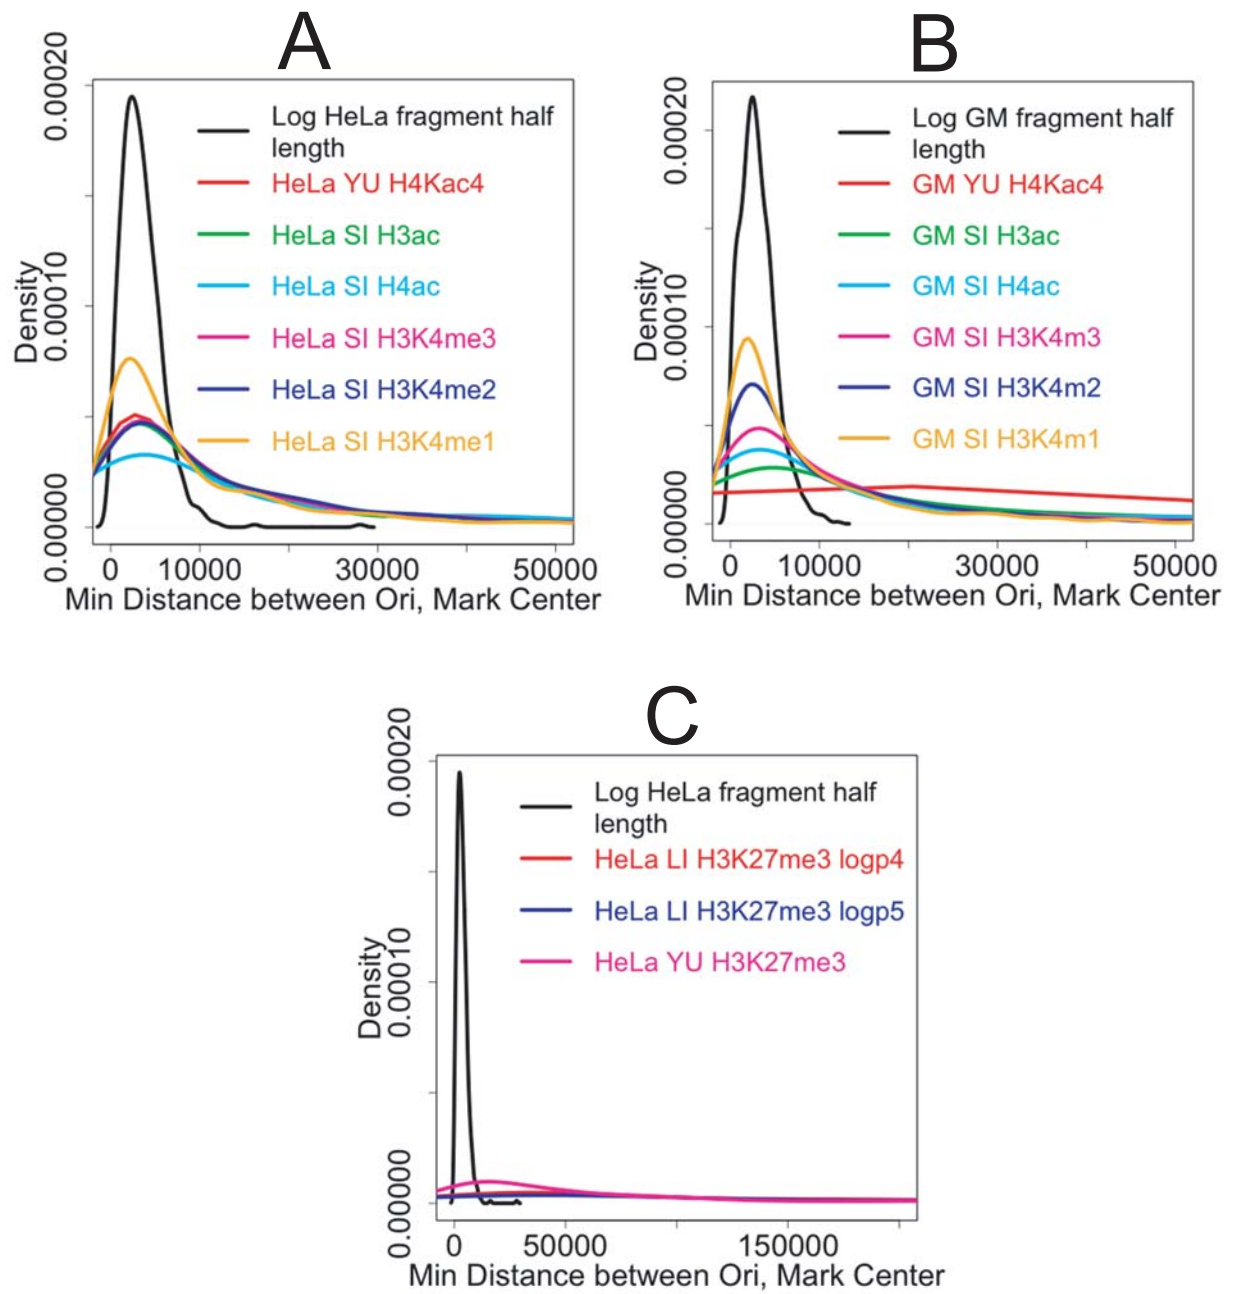 A
0.00020
0.00010
0.00000
Density
Log HeLa fragment half
length
HeLa YU H4Kac4
HeLa SI H3ac
HeLa SI H4ac
HeLa SI H3K4me3
HeLa SI H3K4me2
HeLa SI H3K4me1
0 10000 30000 50000
Min Distance between Ori, Mark Center
B
0.00020
0.00010
0.00000
Density
Log GM fragment half
length
GM YU H4Kac4
GM SI H3ac
GM SI H4ac
GM SI H3K4m3
GM SI H3K4m2
GM SI H3K4m1
0 10000 30000 50000
Min Distance between Ori, Mark Center
C
0.00020
0.00010
0.00000
Density
Log HeLa fragment half
length
HeLa LI H3K27me3 logp4
HeLa LI H3K27me3 logp5
HeLa YU H3K27me3
0 50000 150000
Min Distance between Ori, Mark Center